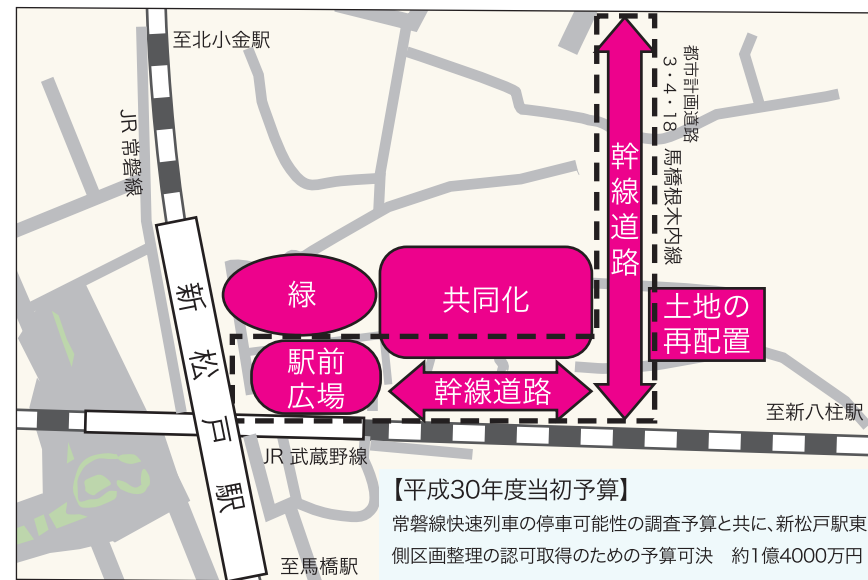 至北小金駅
JR常磐線
新松戸駅
緑
共同化
駅前
広場
幹線道路
幹線道路
都市計画道路
3・4・18 馬橋根木内線
土地の
再配置
至新八柱駅
JR武蔵野線
至馬橋駅
【平成30年度当初予算】
常磐線快速列車の停車可能性の調査予算と共に、新松戸駅東
側区画整理の認可取得のための予算可決 約1億4000万円